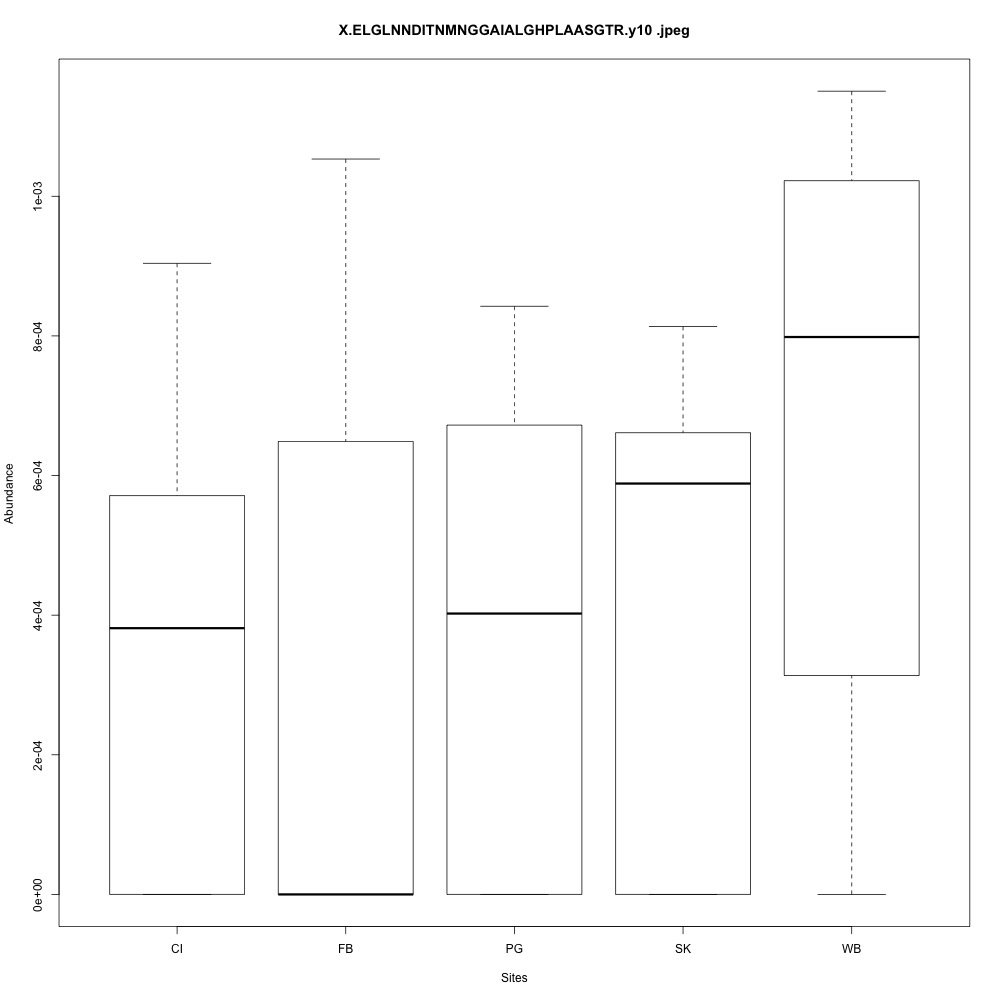 X.ELGLNNDITNMNGGAIALGHPLAASGTR.y10 .jpeg
Abundance
1e-03
8e-04
6e-04
4e-04
2e-04
0e+00
CI FB PG SK WB
Sites